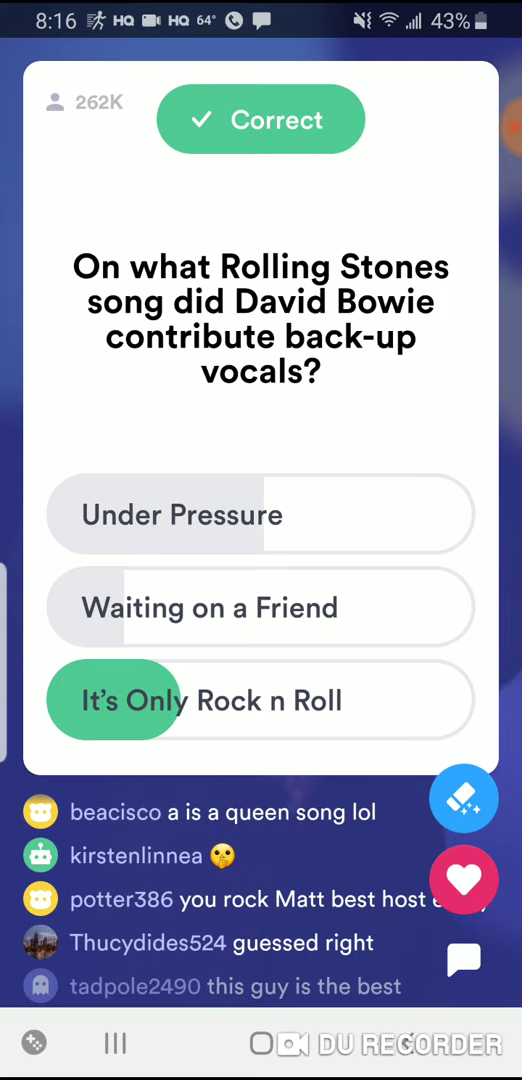 8:16 HQ HQ 64° 43%
262K
Correct
On what Rolling Stones
song did David Bowie
contribute back-up
vocals?
Under Pressure
Waiting on a Friend
It's Only Rock n Roll
beacisco a is a queen song lol
kirstenlinnea
potter386 you rock Matt best host
Thucydides524 guessed right
tadpole2490 this guy is the best
DU RECORDER